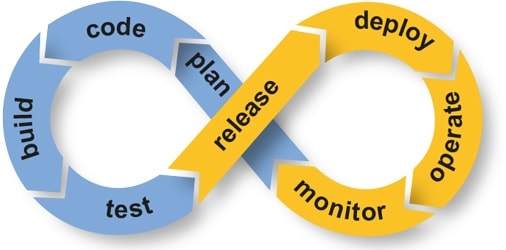 plan
code
build
test
release
deploy
operate
monitor